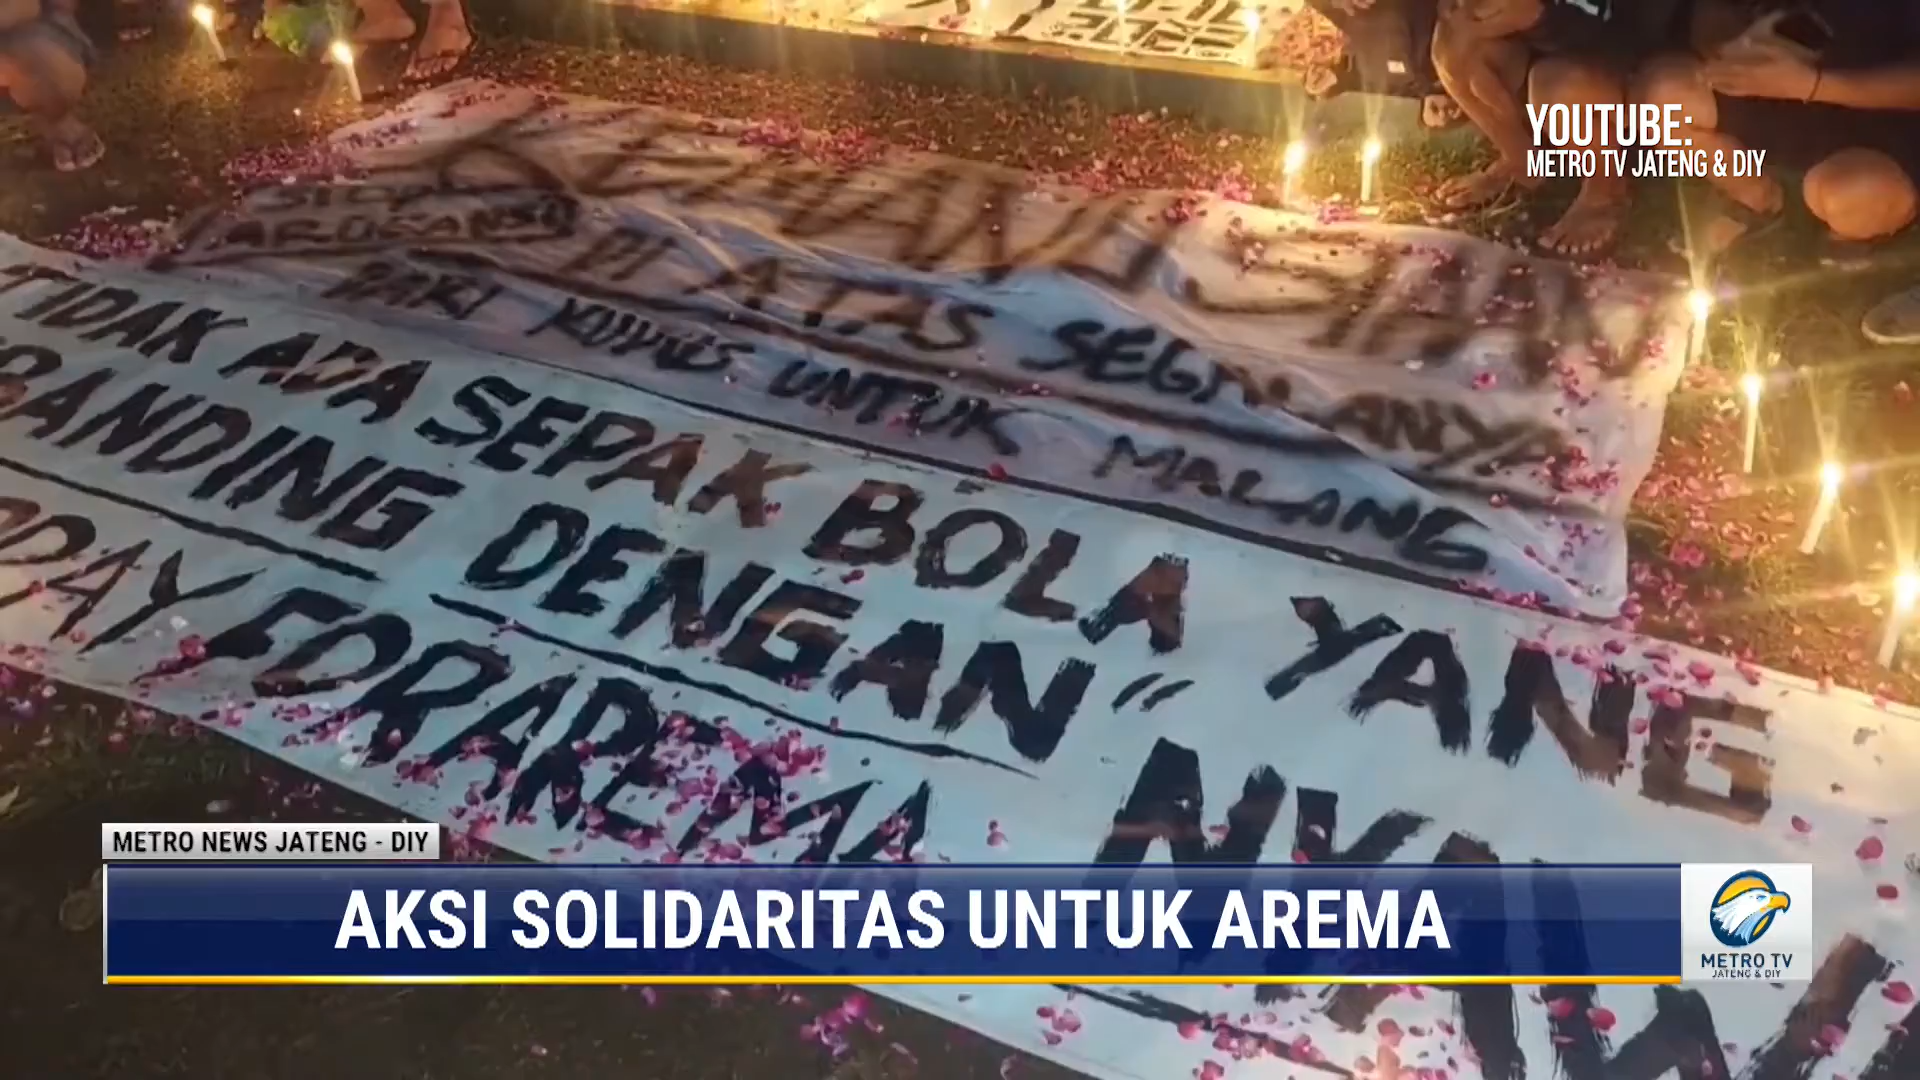 YOUTUBE:
METRO TV JATENG & DIY
STOP
AROGANSI
DI ATAS SEGALANYA
DARI KUDUS UNTUK MALANG
TIDAK ADA SEPAK BOLA YANG
BANDING DENGAN" NYAWA
PRAY FOR AREMA
METRO NEWS JATENG - DIY
AKSI SOLIDARITAS UNTUK AREMA
METRO TV
JATENG & DIY